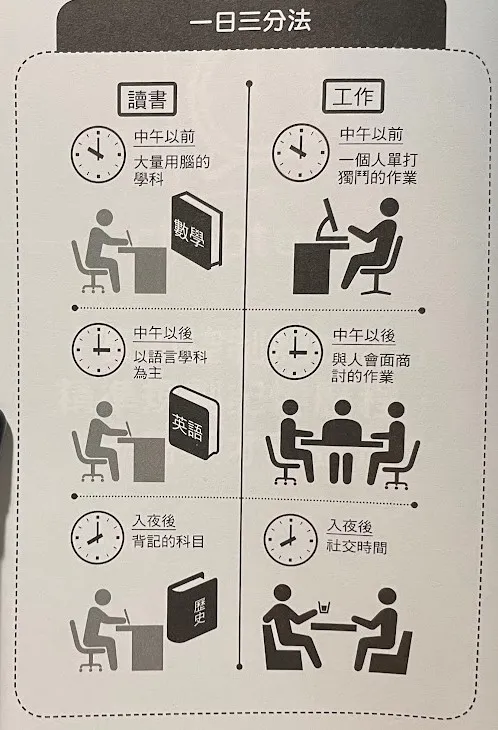 一日三分法
讀書
中午以前
大量用腦的
學科
數學
中午以後
以語言學科
為主
英語
入夜後
背記的科目
歷史
工作
中午以前
一個人單打
獨鬥的作業
中午以後
與人會面商
討的作業
入夜後
社交時間